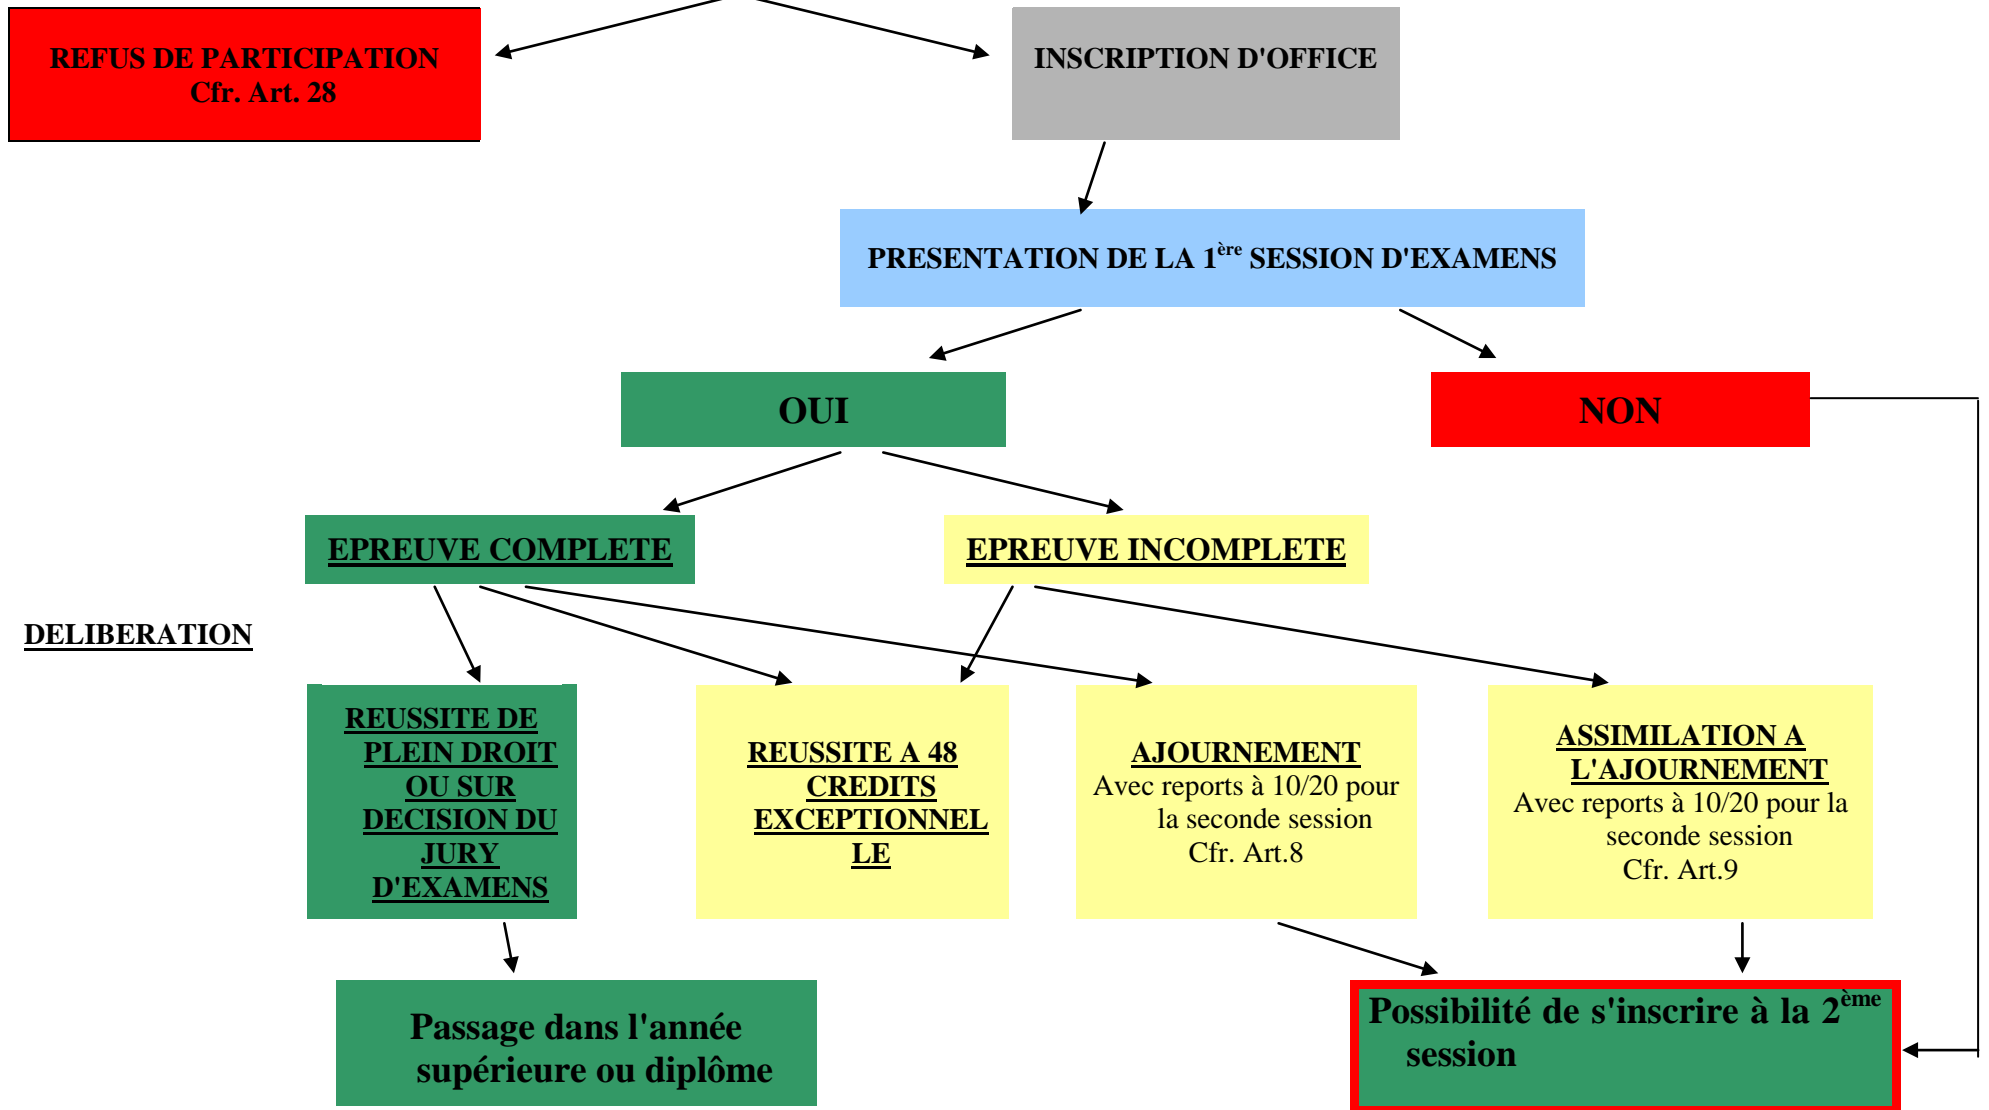 REFUS DE PARTICIPATION
Cfr. Art. 28
INSCRIPTION D'OFFICE
PRESENTATION DE LA 1ère SESSION D'EXAMENS
OUI
NON
EPREUVE COMPLETE
EPREUVE INCOMPLETE
DELIBERATION
REUSSITE DE
PLEIN DROIT
OU SUR
DECISION DU
JURY
D'EXAMENS
REUSSITE A 48
CREDITS
EXCEPTIONNEL
LE
AJOURNEMENT
Avec reports à 10/20 pour
la seconde session
Cfr. Art.8
ASSIMILATION A
L'AJOURNEMENT
Avec reports à 10/20 pour la
seconde session
Cfr. Art.9
Passage dans l'année
supérieure ou diplôme
Possibilité de s'inscrire à la 2ème
session